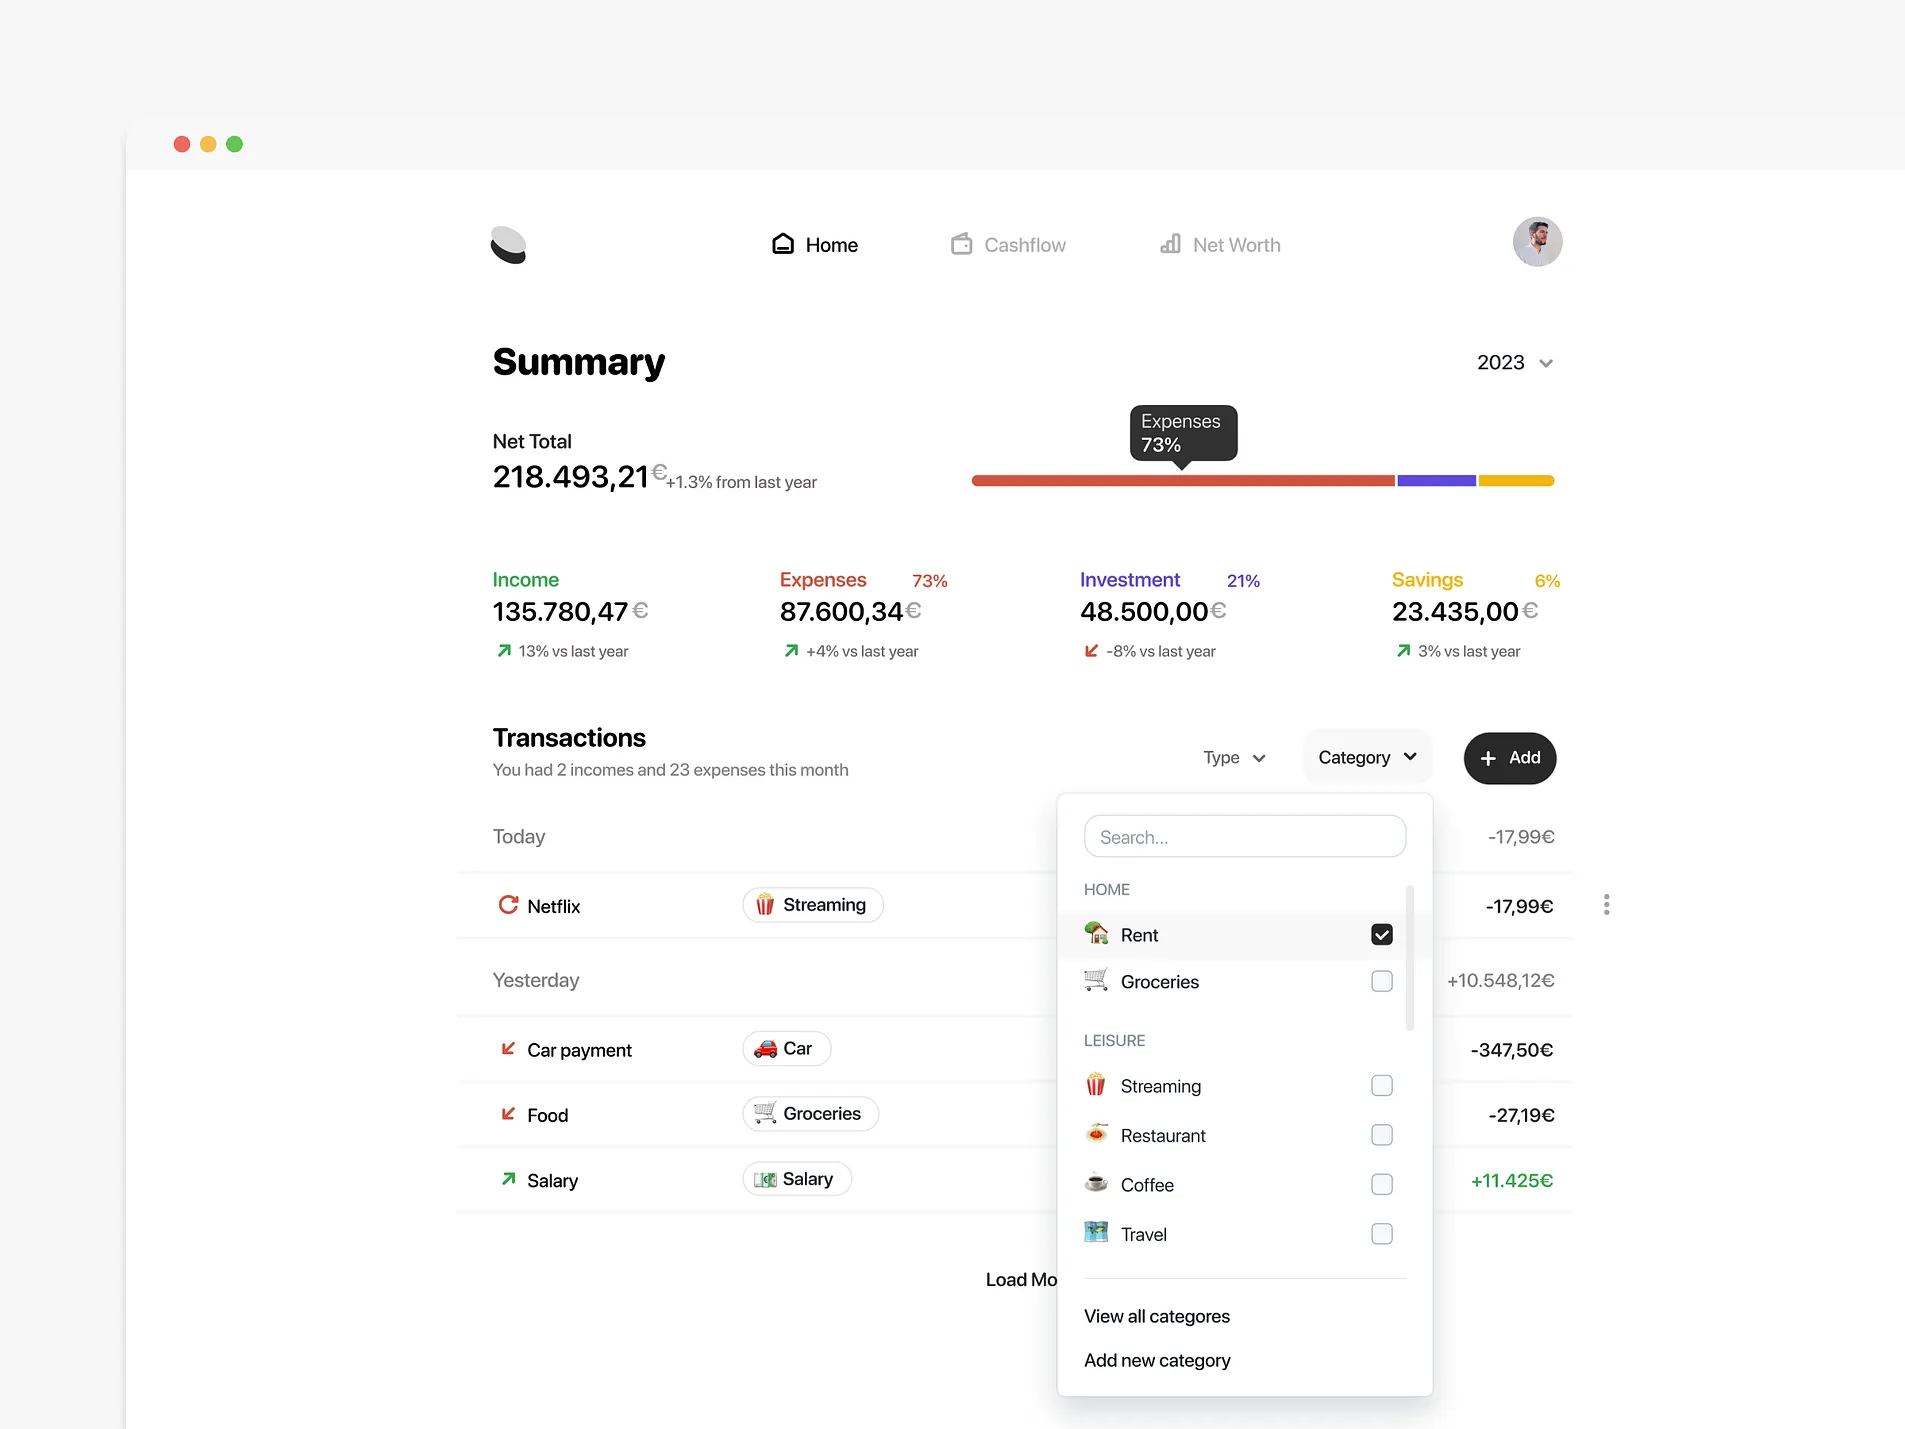 Home
Cashflow
Net Worth
Summary
2023
Expenses
73%
Net Total
218.493,21€
+1.3% from last year
Income
135.780,47€
13% vs last year
Expenses 73%
87.600,34€
+4% vs last year
Investment 21%
48.500,00€
-8% vs last year
Savings 6%
23.435,00€
3% vs last year
Transactions
You had 2 incomes and 23 expenses this month
Type
Category
+ Add
Today
-17,99€
Netflix
Streaming
-17,99€
Yesterday
+10.548,12€
Car payment
Car
-347,50€
Food
Groceries
-27,19€
Salary
Salary
+11.425€
Load Mo
Search...
HOME
Rent
Groceries
LEISURE
Streaming
Restaurant
Coffee
Travel
View all categores
Add new category